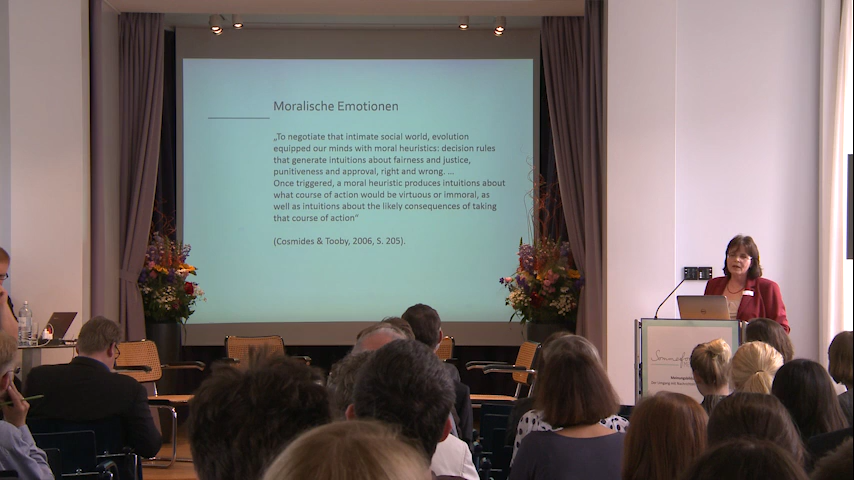 Moralische Emotionen
„To negotiate that intimate social world, evolution
equipped our minds with moral heuristics: decision rules
that generate intuitions about fairness and justice,
punitiveness and approval, right and wrong. ...
Once triggered, a moral heuristic produces intuitions about
what course of action would be virtuous or immoral, as
well as intuitions about the likely consequences of taking
that course of action“
(Cosmides & Tooby, 2006, S. 205).